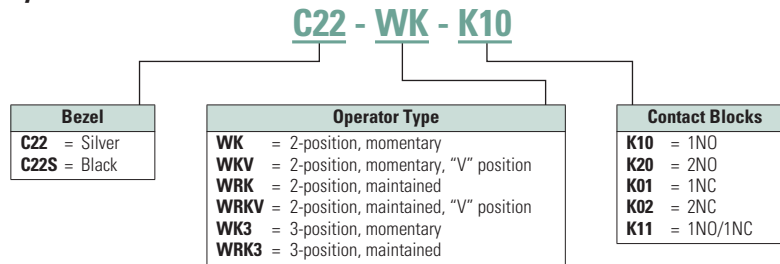 C22 - WK - K10
Bezel
C22 = Silver
C22S = Black
Operator Type
WK = 2-position, momentary
WKV = 2-position, momentary, “V” position
WRK = 2-position, maintained
WRKV = 2-position, maintained, “V” position
WK3 = 3-position, momentary
WRK3 = 3-position, maintained
Contact Blocks
K10 = 1NO
K20 = 2NO
K01 = 1NC
K02 = 2NC
K11 = 1NO/1NC